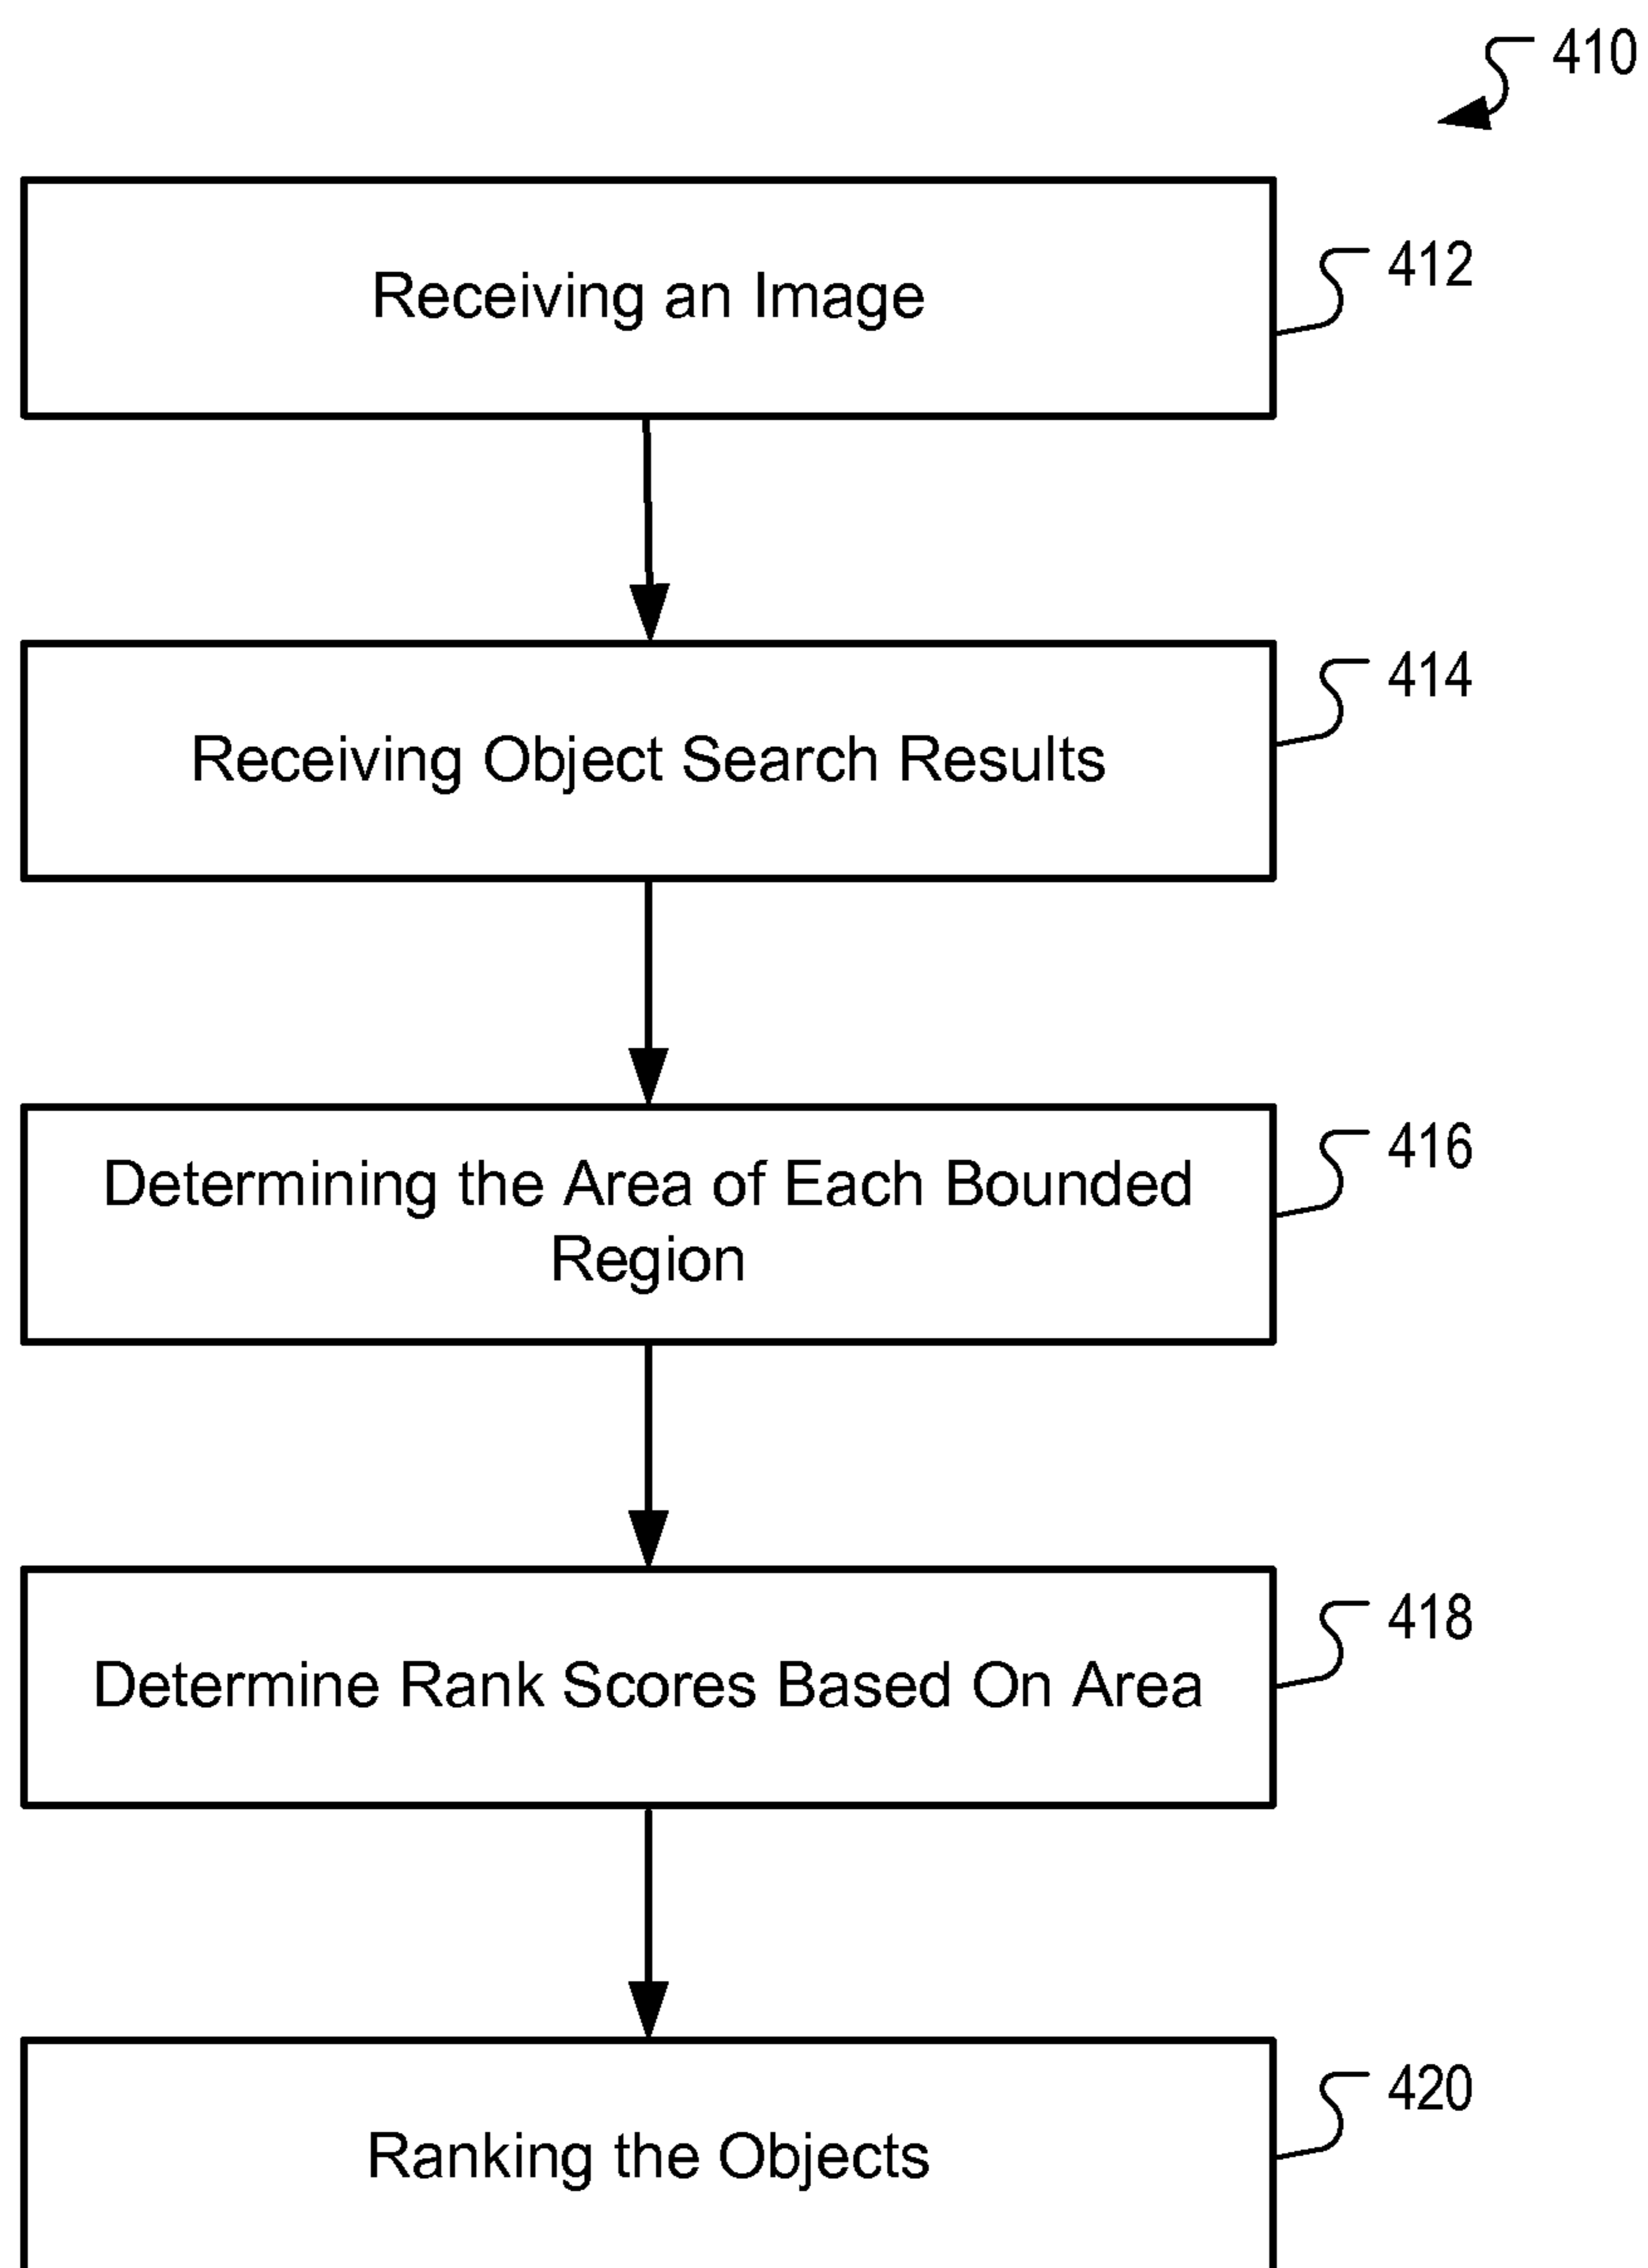 410
Receiving an Image
412
Receiving Object Search Results
414
Determining the Area of Each Bounded
Region
416
Determine Rank Scores Based On Area
418
Ranking the Objects
420